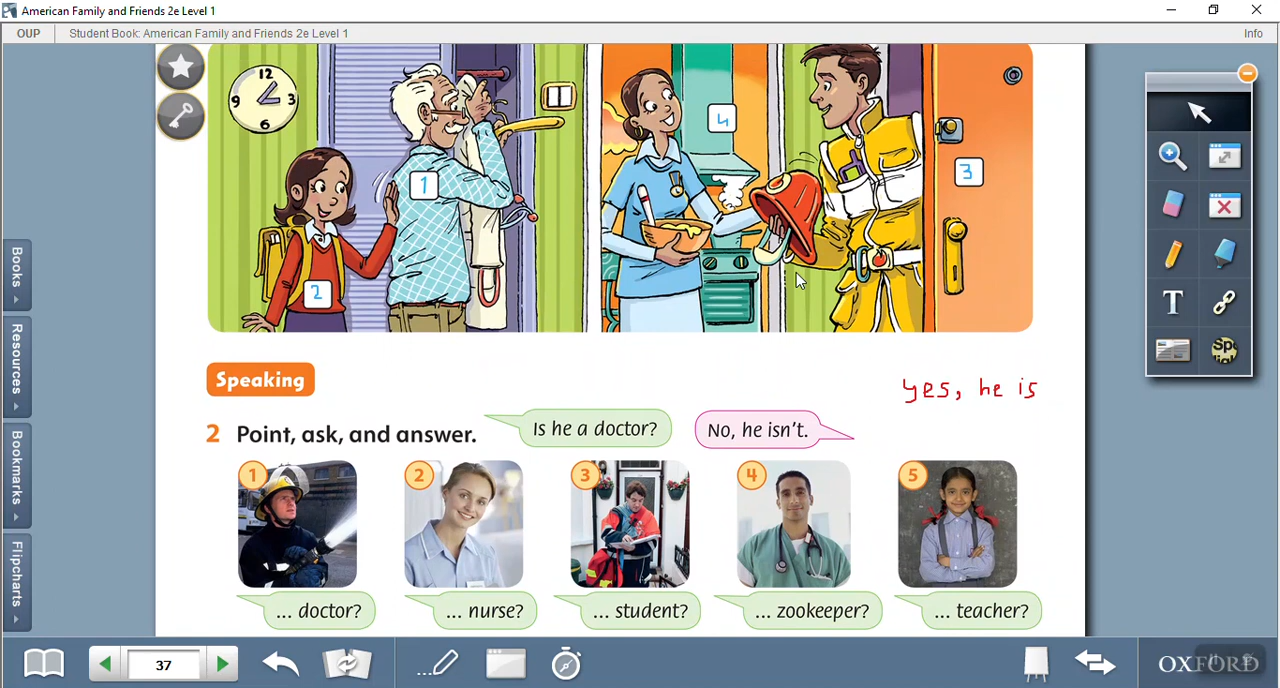 American Family and Friends 2e Level 1
OUP
Student Book: American Family and Friends 2e Level 1
Info
12
9
3
6
1
2
4
3
Books
Resources
Bookmarks
Flipcharts
T
Speaking
yes, he is
2 Point, ask, and answer.
Is he a doctor?
No, he isn't.
1
2
3
4
5
... doctor?
... nurse?
... student?
... zookeeper?
... teacher?
37
OXFORD